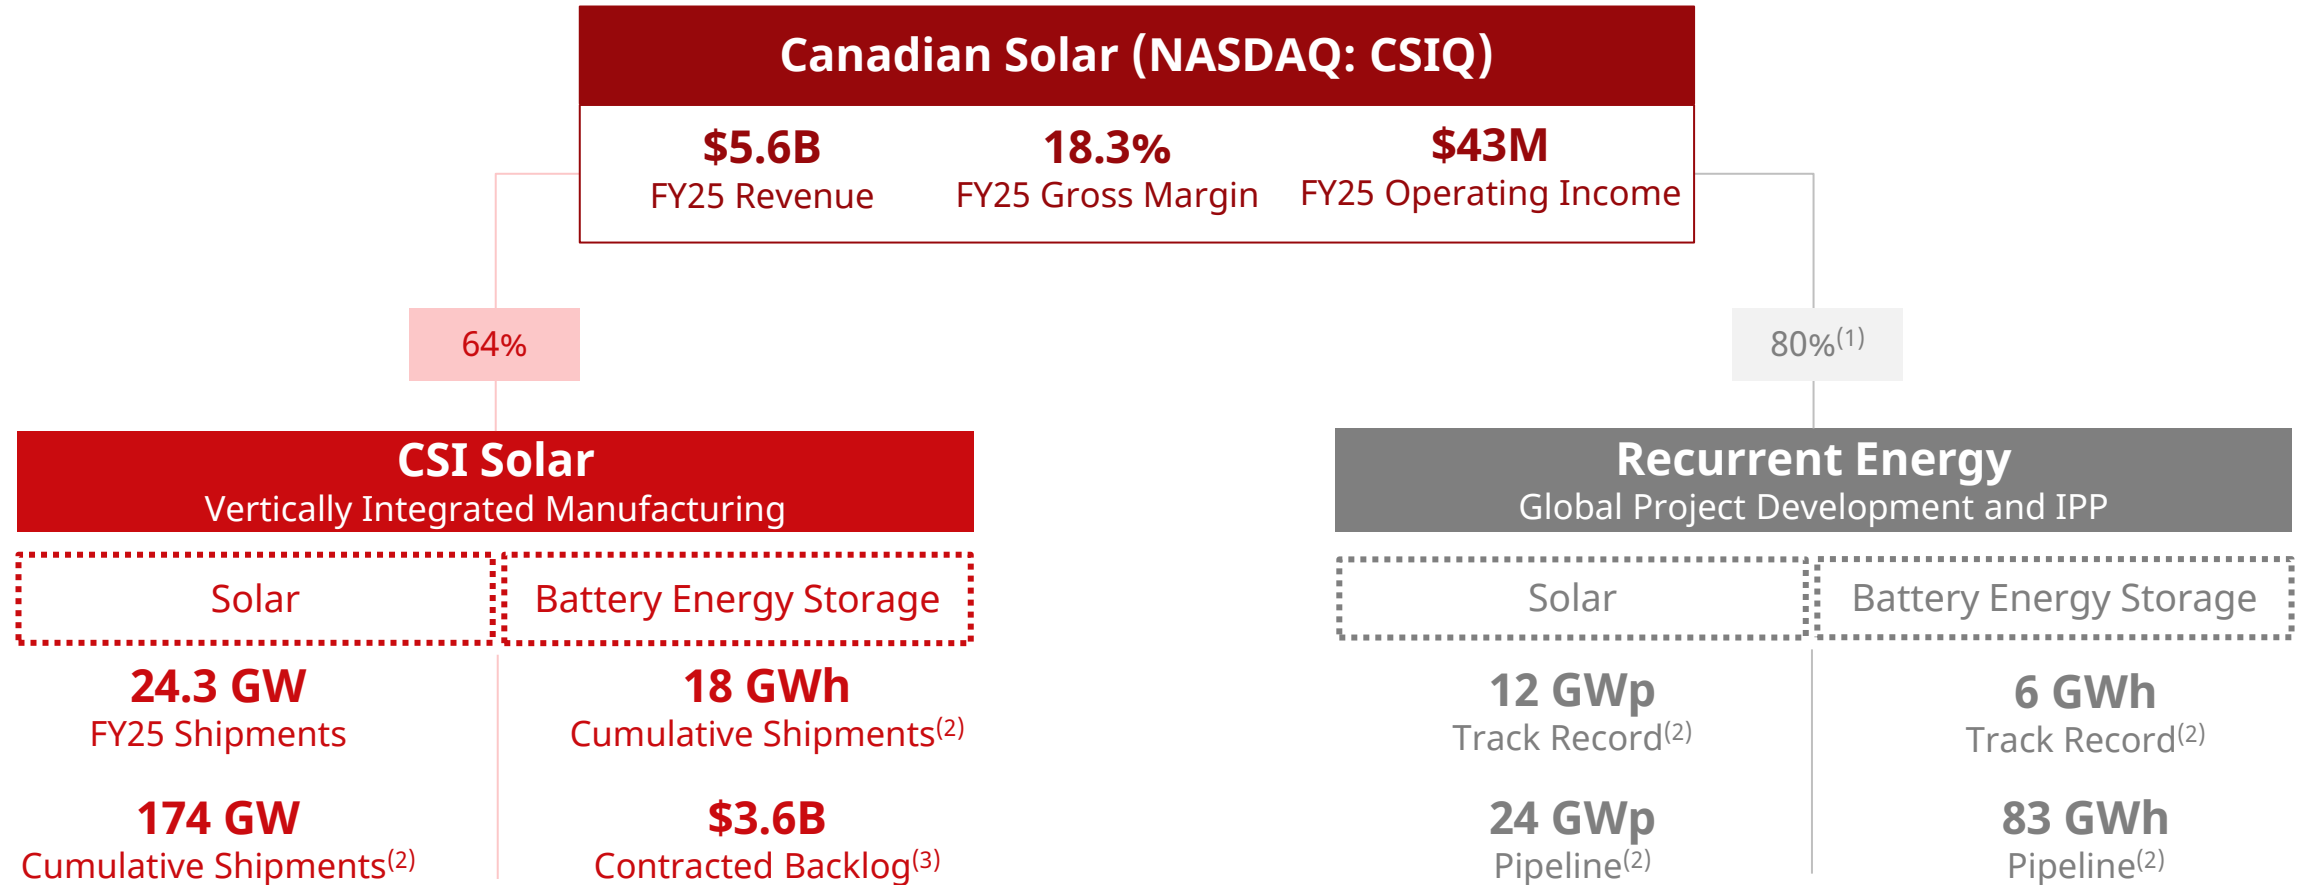 Canadian Solar (NASDAQ: CSIQ)
$5.6B
FY25 Revenue
18.3%
FY25 Gross Margin
$43M
FY25 Operating Income
64%
80%(1)
CSI Solar
Vertically Integrated Manufacturing
Solar
Battery Energy Storage
24.3 GW
FY25 Shipments
18 GWh
Cumulative Shipments(2)
174 GW
Cumulative Shipments(2)
$3.6B
Contracted Backlog(3)
Recurrent Energy
Global Project Development and IPP
Solar
Battery Energy Storage
12 GWp
Track Record(2)
6 GWh
Track Record(2)
24 GWp
Pipeline(2)
83 GWh
Pipeline(2)